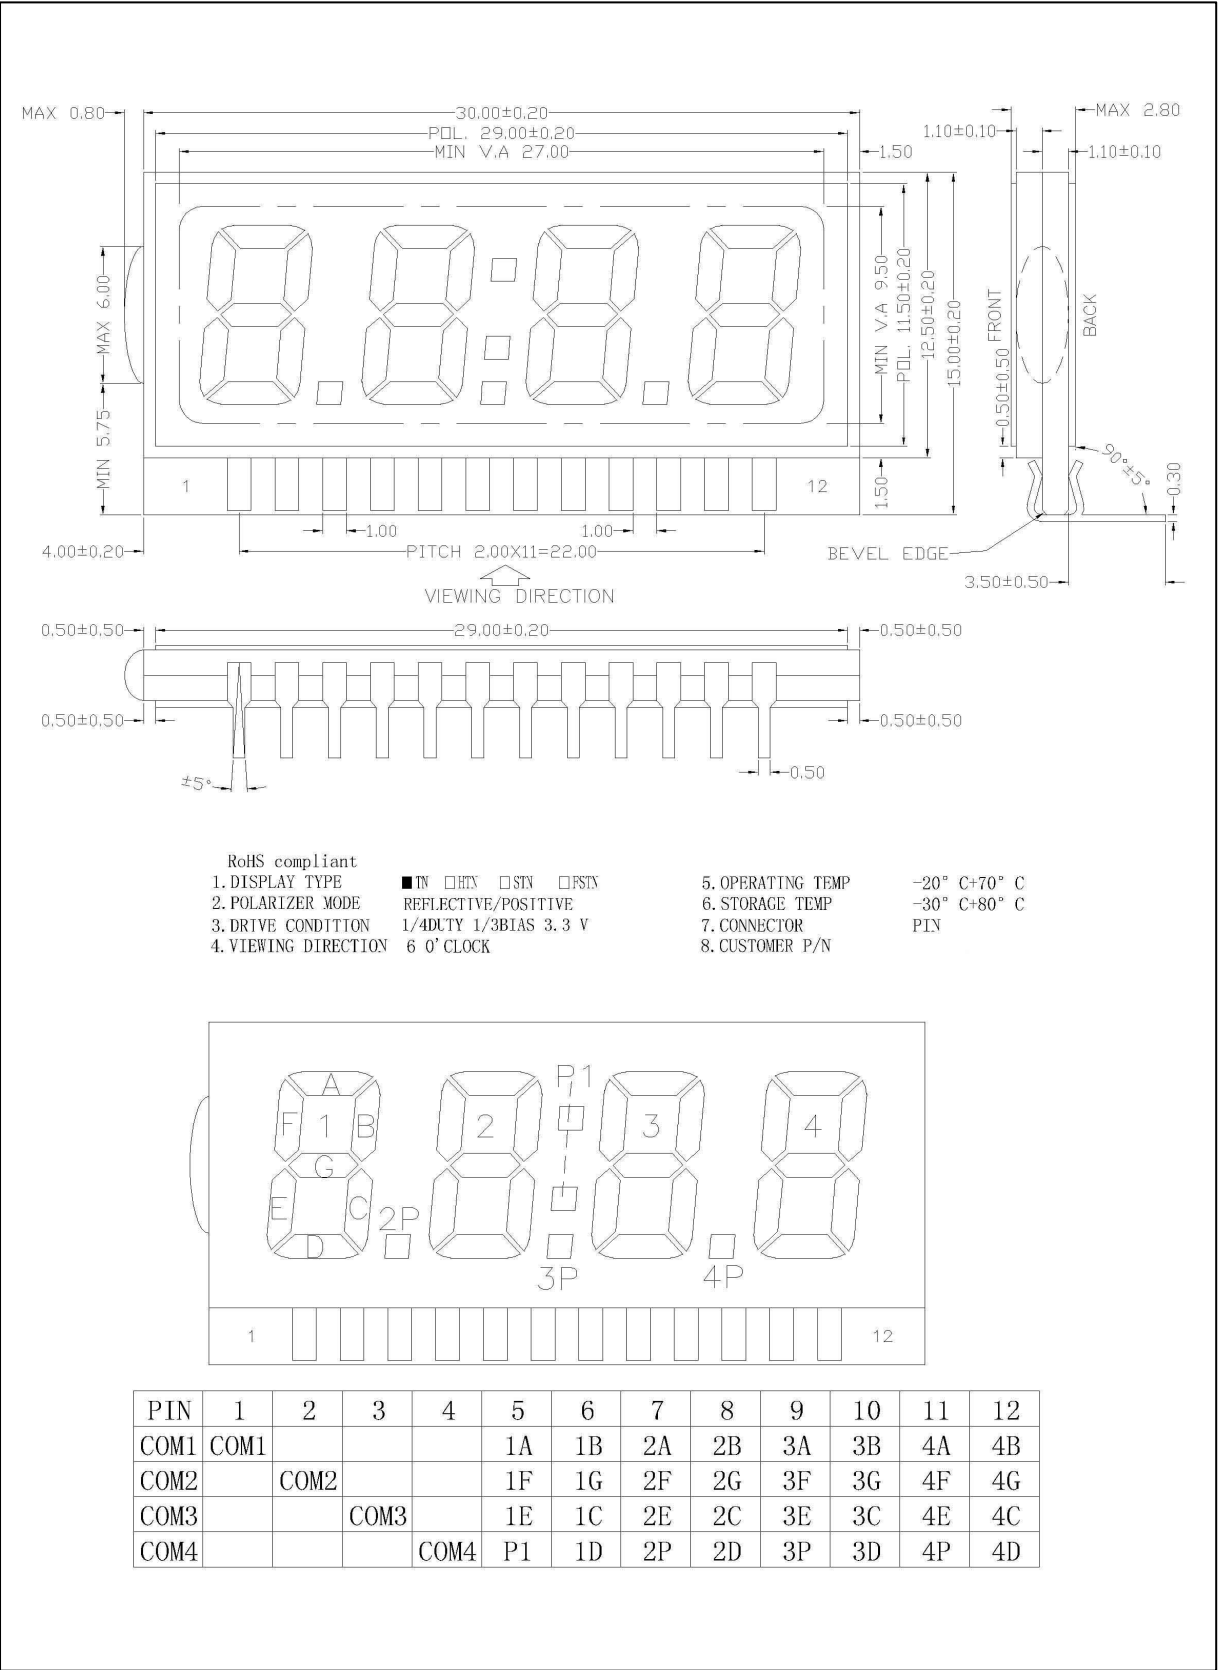 MAX 0.80
30.00±0.20
POL. 29.00±0.20
MIN V.A 27.00
1.50
MAX 2.80
1.10±0.10
1.10±0.10
MAX 6.00
MIN 5.75
MIN V.A 9.50
POL. 11.50±0.20
12.50±0.20
15.00±0.20
FRONT
BACK
0.50±0.50
1
12
1.50
90°±5°
0.30
1.00
1.00
4.00±0.20
PITCH 2.00X11=22.00
BEVEL EDGE
3.50±0.50
VIEWING DIRECTION
0.50±0.50
29.00±0.20
0.50±0.50
0.50±0.50
0.50±0.50
±5°
0.50
RoHS compliant
1. DISPLAY TYPE ■TN □HTN □STN □FSTN
2. POLARIZER MODE REFLECTIVE/POSITIVE
3. DRIVE CONDITION 1/4DUTY 1/3BIAS 3.3 V
4. VIEWING DIRECTION 6 O'CLOCK
5. OPERATING TEMP -20° C+70° C
6. STORAGE TEMP -30° C+80° C
7. CONNECTOR PIN
8. CUSTOMER P/N
P1
A
F 1 B
2
3
4
G
E C
2P
D
3P
4P
1
12
PIN 1 2 3 4 5 6 7 8 9 10 11 12
COM1 COM1 1A 1B 2A 2B 3A 3B 4A 4B
COM2 COM2 1F 1G 2F 2G 3F 3G 4F 4G
COM3 COM3 1E 1C 2E 2C 3E 3C 4E 4C
COM4 COM4 P1 1D 2P 2D 3P 3D 4P 4D